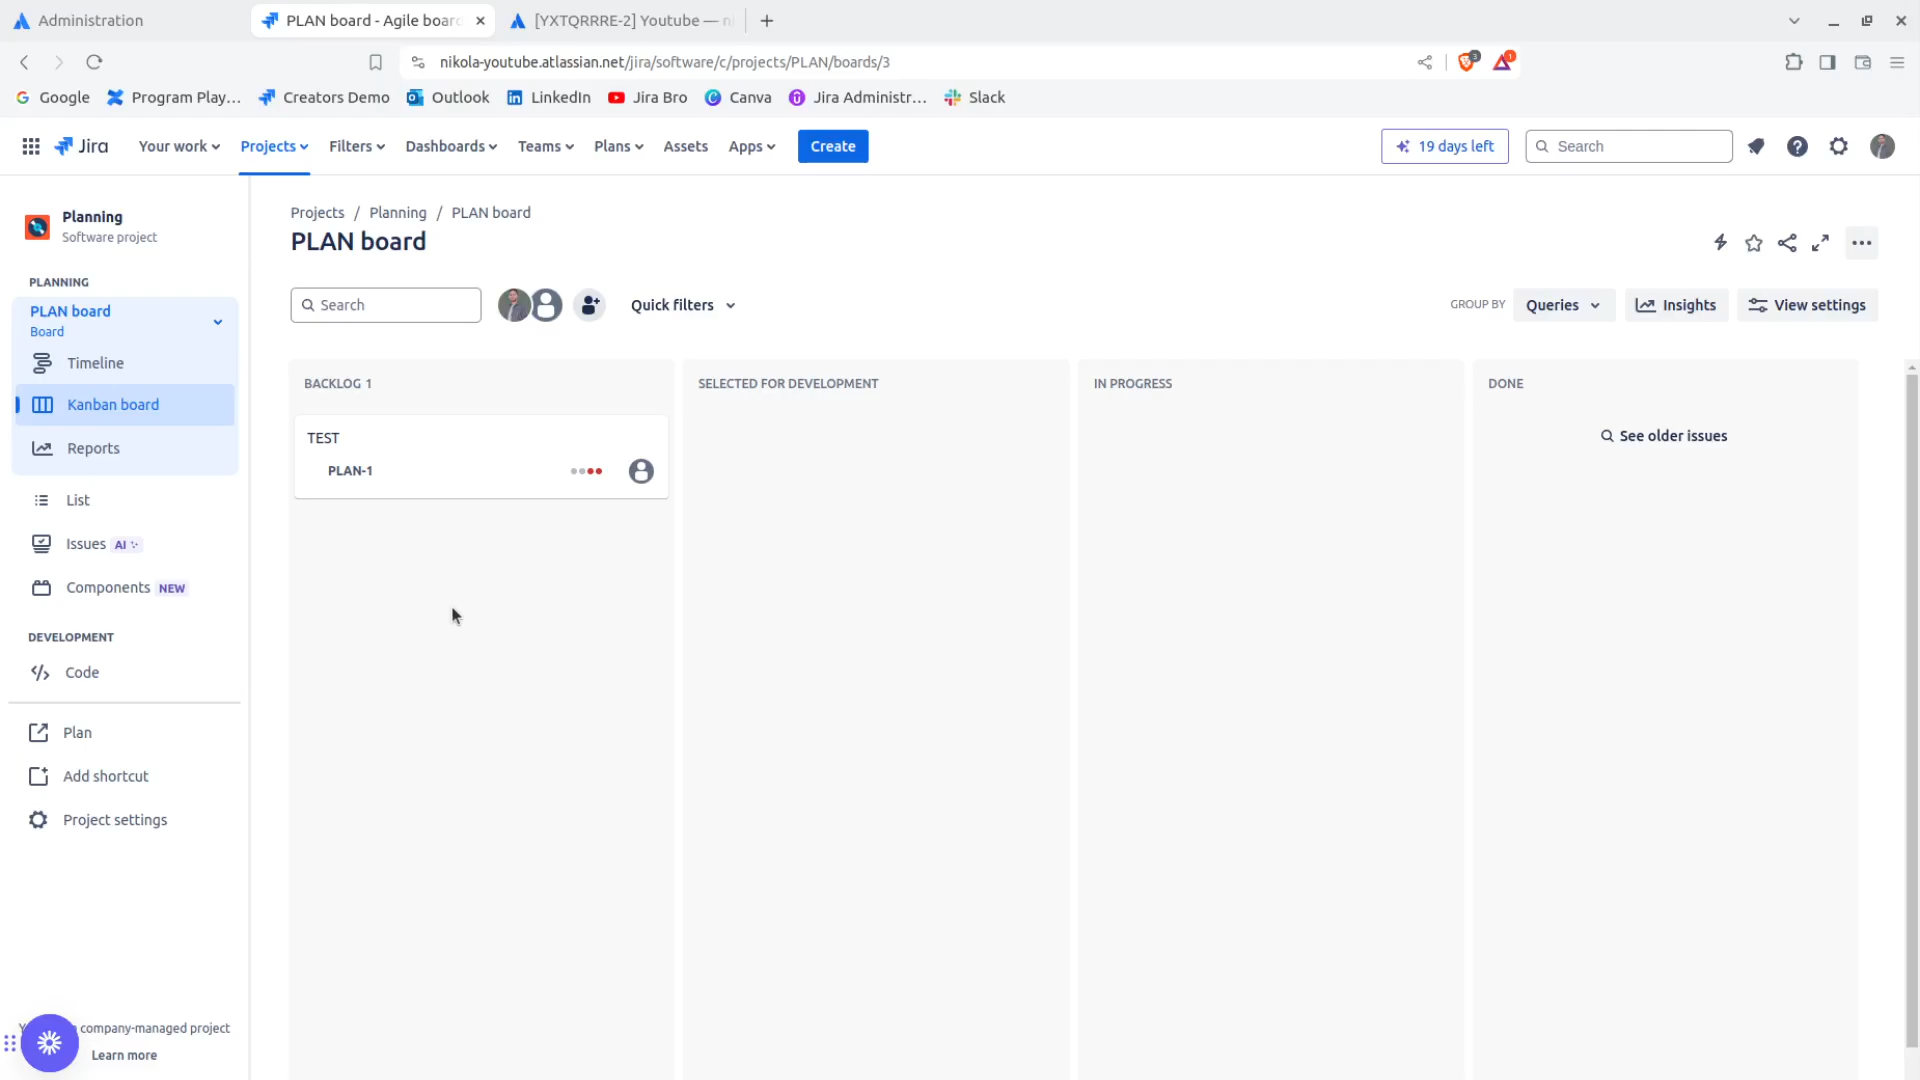 Administration
PLAN board - Agile board
[YXTQRRRE-2] Youtube —
nikola-youtube.atlassian.net/jira/software/c/projects/PLAN/boards/3
3
1
Google
Program Play...
Creators Demo
Outlook
LinkedIn
Jira Bro
Canva
Jira Administr...
Slack
Jira
Your work
Projects
Filters
Dashboards
Teams
Plans
Assets
Apps
Create
19 days left
Search
Planning
Software project
Projects / Planning / PLAN board
PLAN board
PLANNING
PLAN board
Board
Timeline
Kanban board
Reports
List
Issues AI
Components NEW
DEVELOPMENT
Code
Plan
Add shortcut
Project settings
company-managed project
Learn more
Search
Quick filters
GROUP BY
Queries
Insights
View settings
BACKLOG 1
SELECTED FOR DEVELOPMENT
IN PROGRESS
DONE
TEST
PLAN-1
See older issues